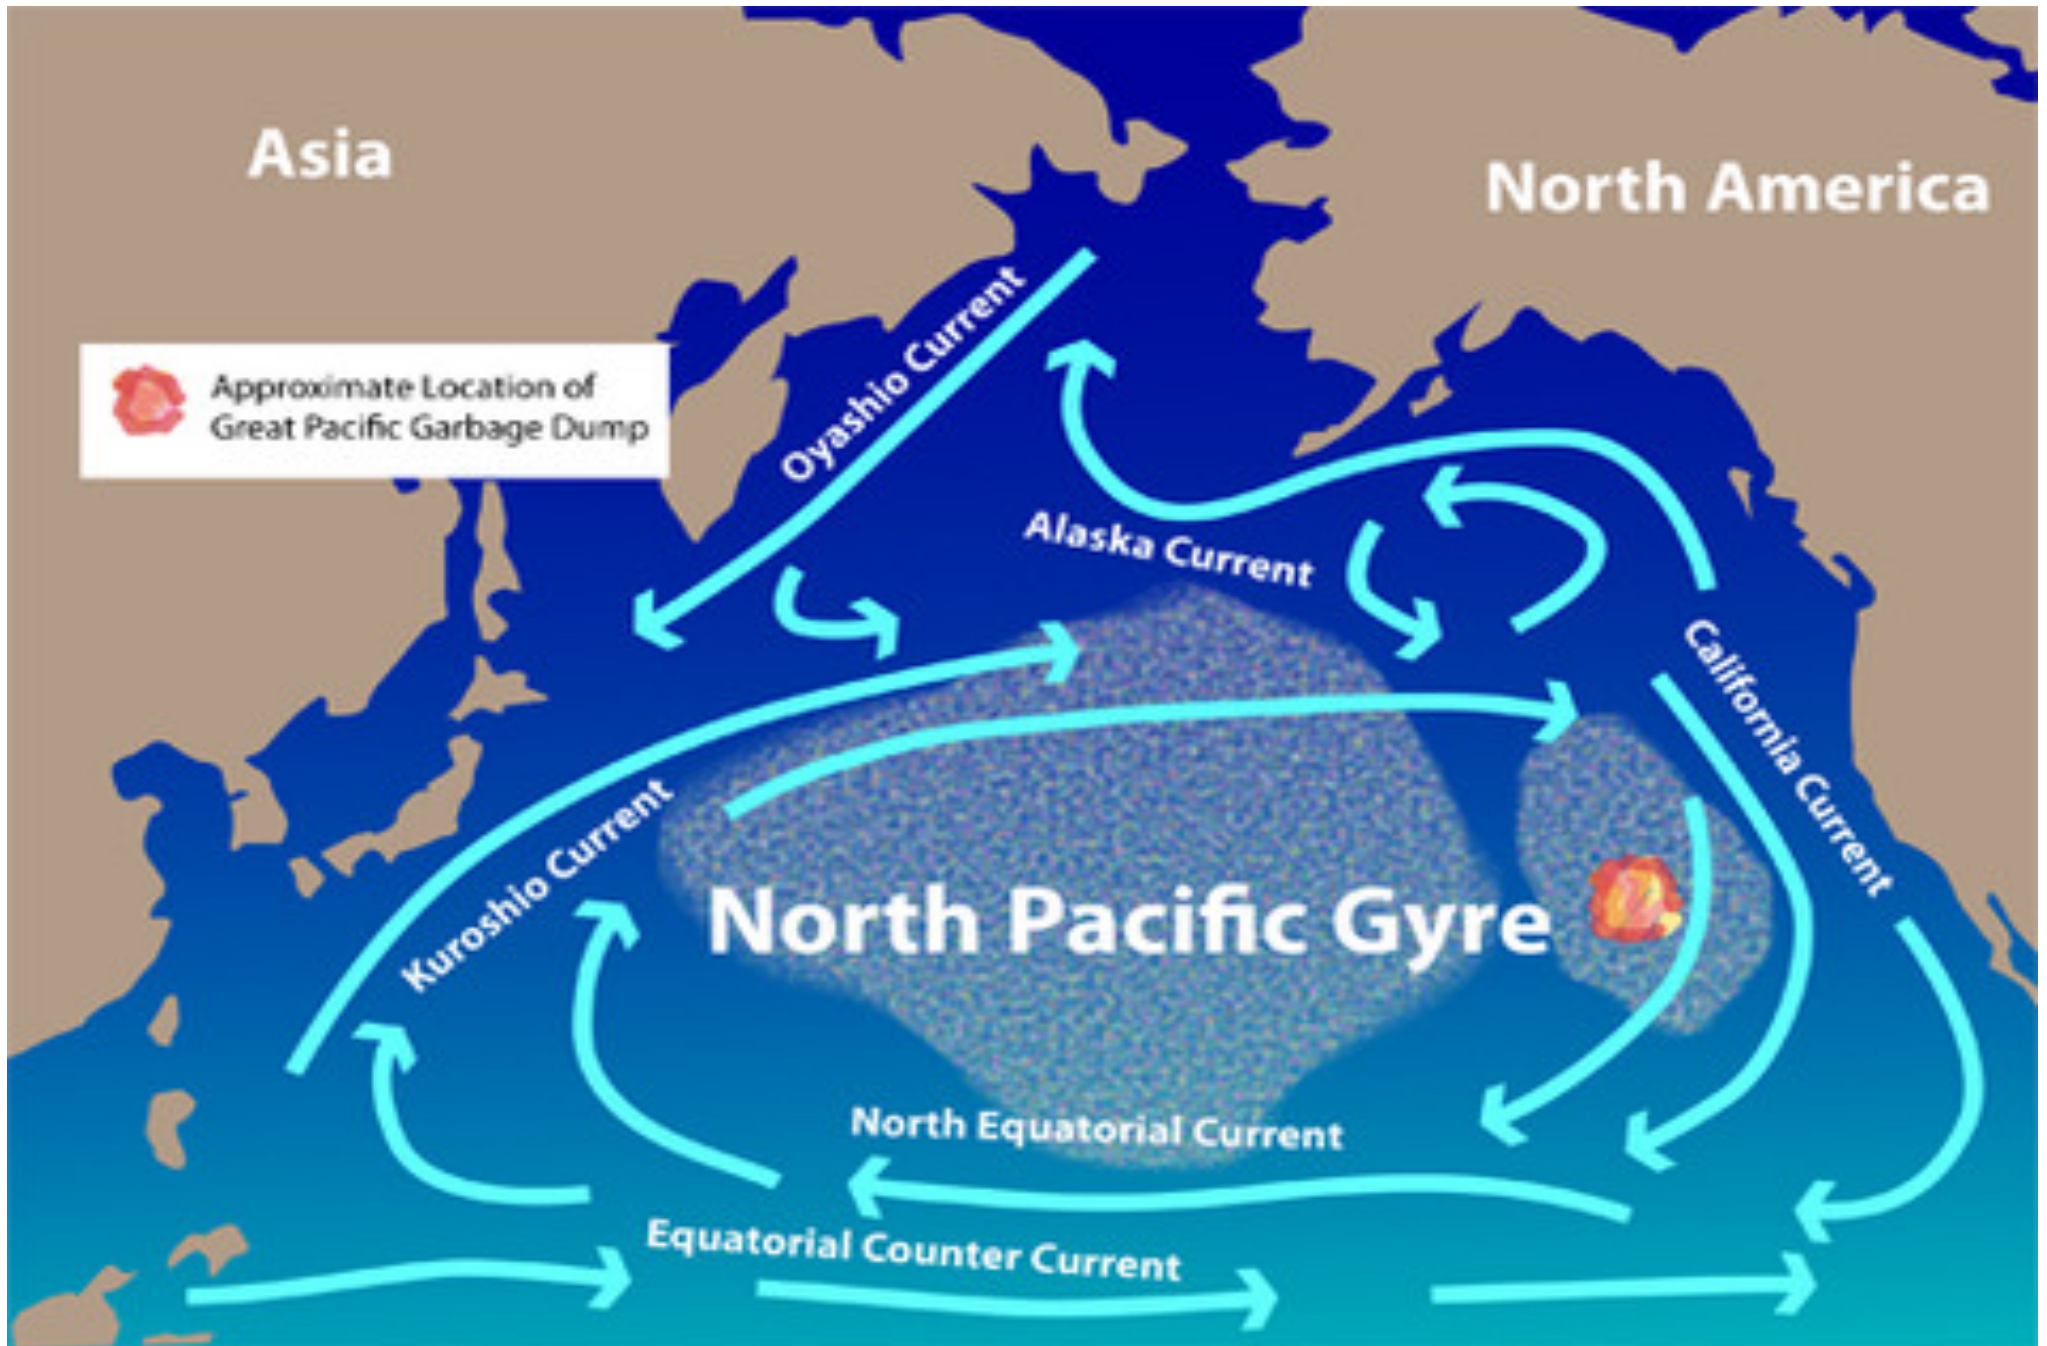 Asia
North America
Approximate Location of
Great Pacific Garbage Dump
Oyashio Current
Alaska Current
California Current
Kuroshio Current
North Pacific Gyre
North Equatorial Current
Equatorial Counter Current